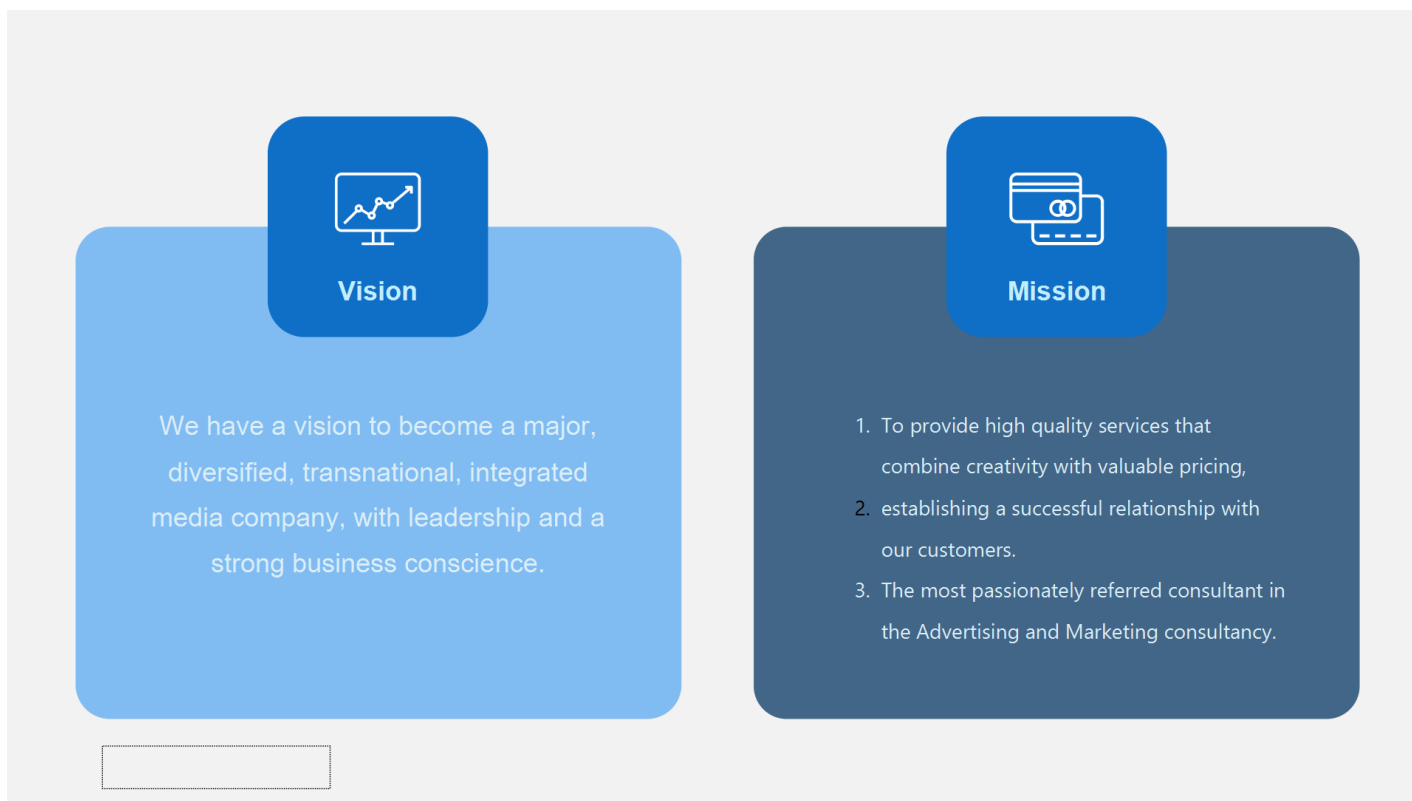 Vision
We have a vision to become a major,
diversified, transnational, integrated
media company, with leadership and a
strong business conscience.
Mission
1. To provide high quality services that
combine creativity with valuable pricing,
2. establishing a successful relationship with
our customers.
3. The most passionately referred consultant in
the Advertising and Marketing consultancy.